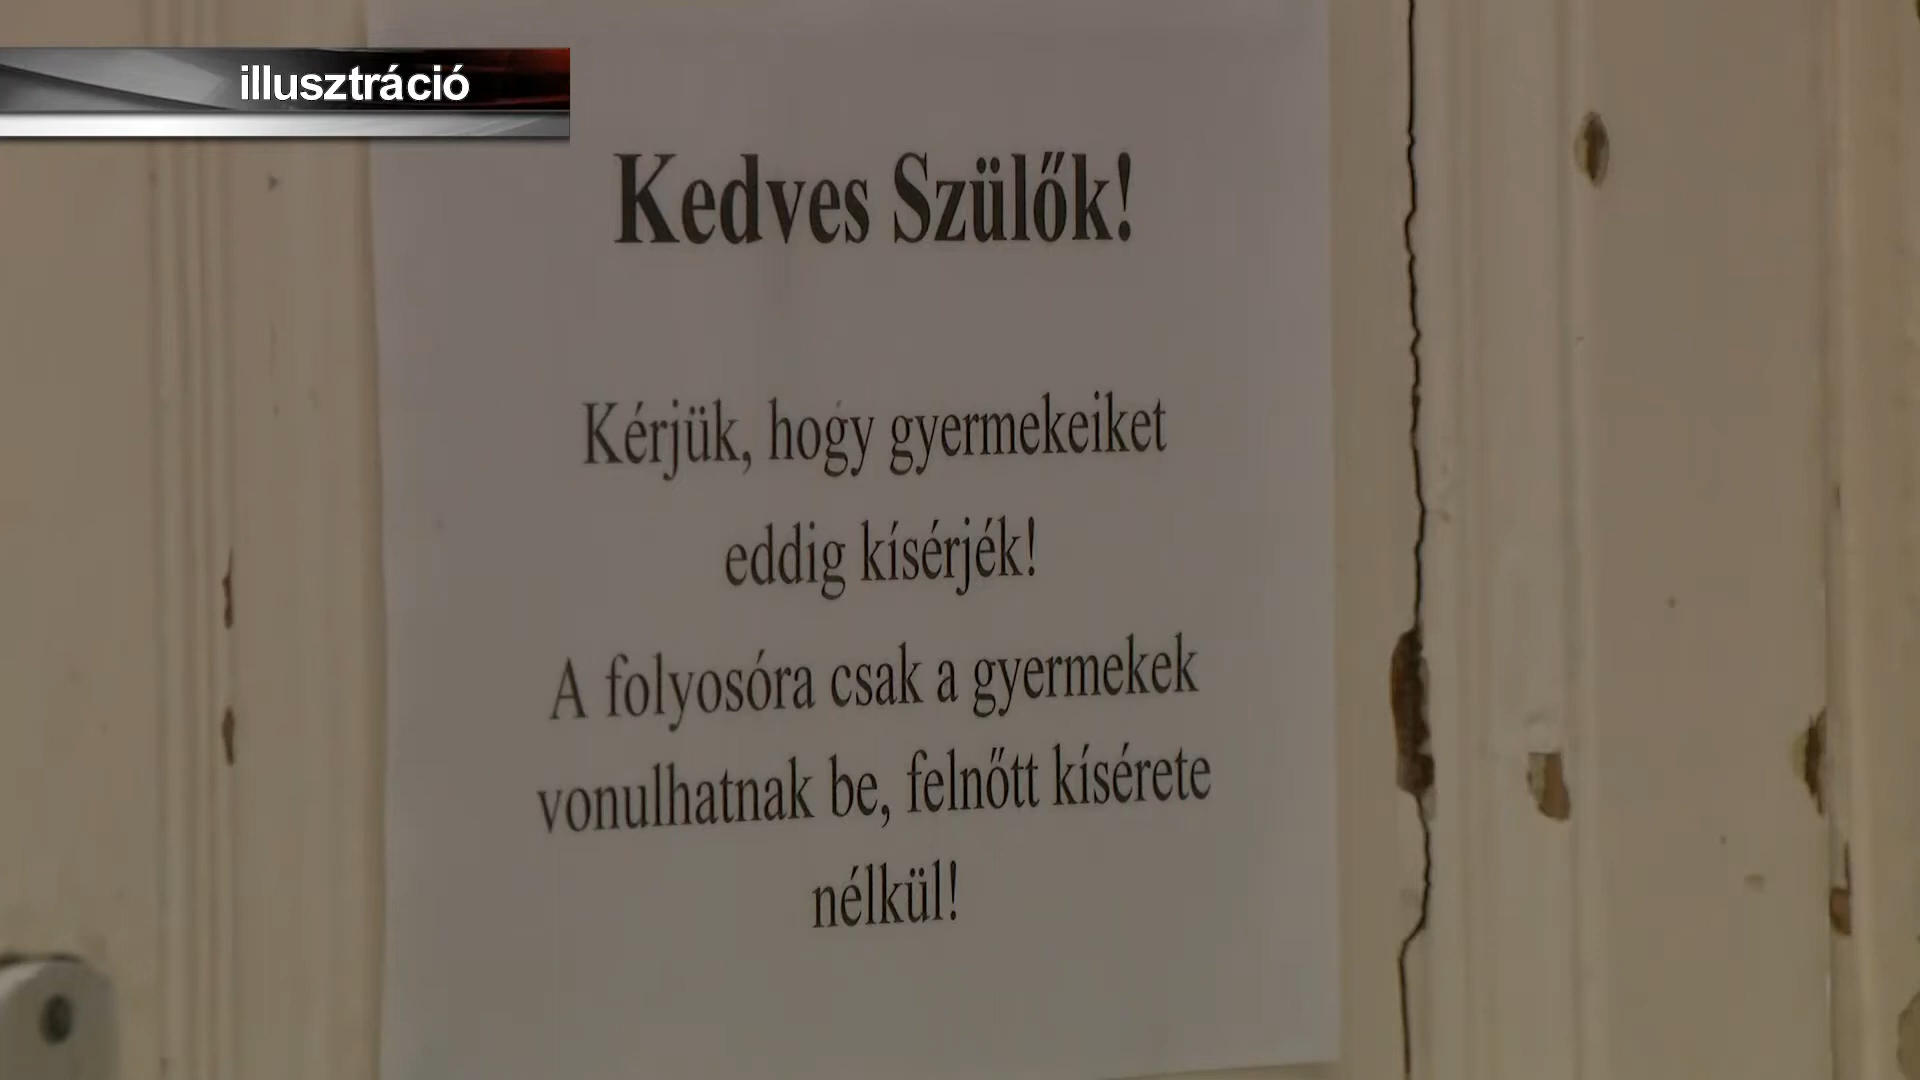 illusztráció
Kedves Szülők!
Kérjük, hogy gyermekeiket
eddig kísérjék!
A folyosóra csak a gyermekek
vonulhatnak be, felnőtt kísérete
nélkül!